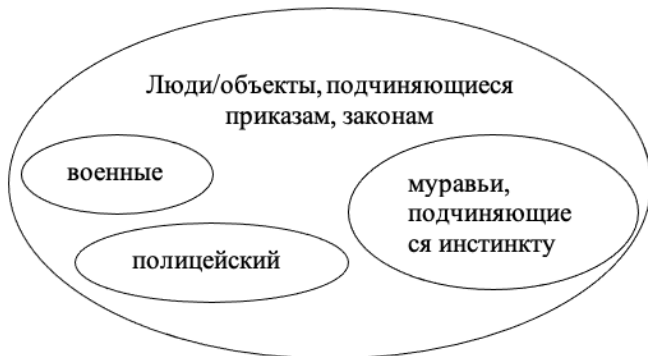 Люди/объекты, подчиняющиеся
приказам, законам
военные
муравьи,
подчиняющие
ся инстинкту
полицейский